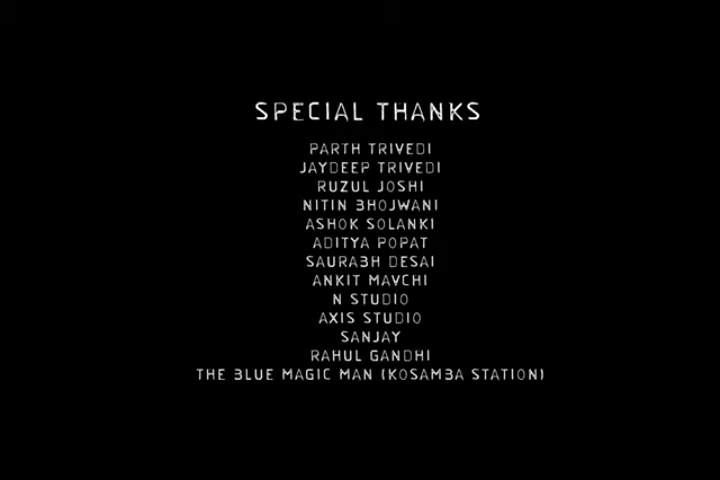 SPECIAL THANKS
PARTH TRIVEDI
JAYDEEP TRIVEDI
RUZUL JOSHI
NITIN BHOJWANI
ASHOK SOLANKI
ADITYA POPAT
SAURABH DESAI
ANKIT MAVCHI
N STUDIO
AXIS STUDIO
SANJAY
RAHUL GANDHI
THE BLUE MAGIC MAN (KOSAMBA STATION)